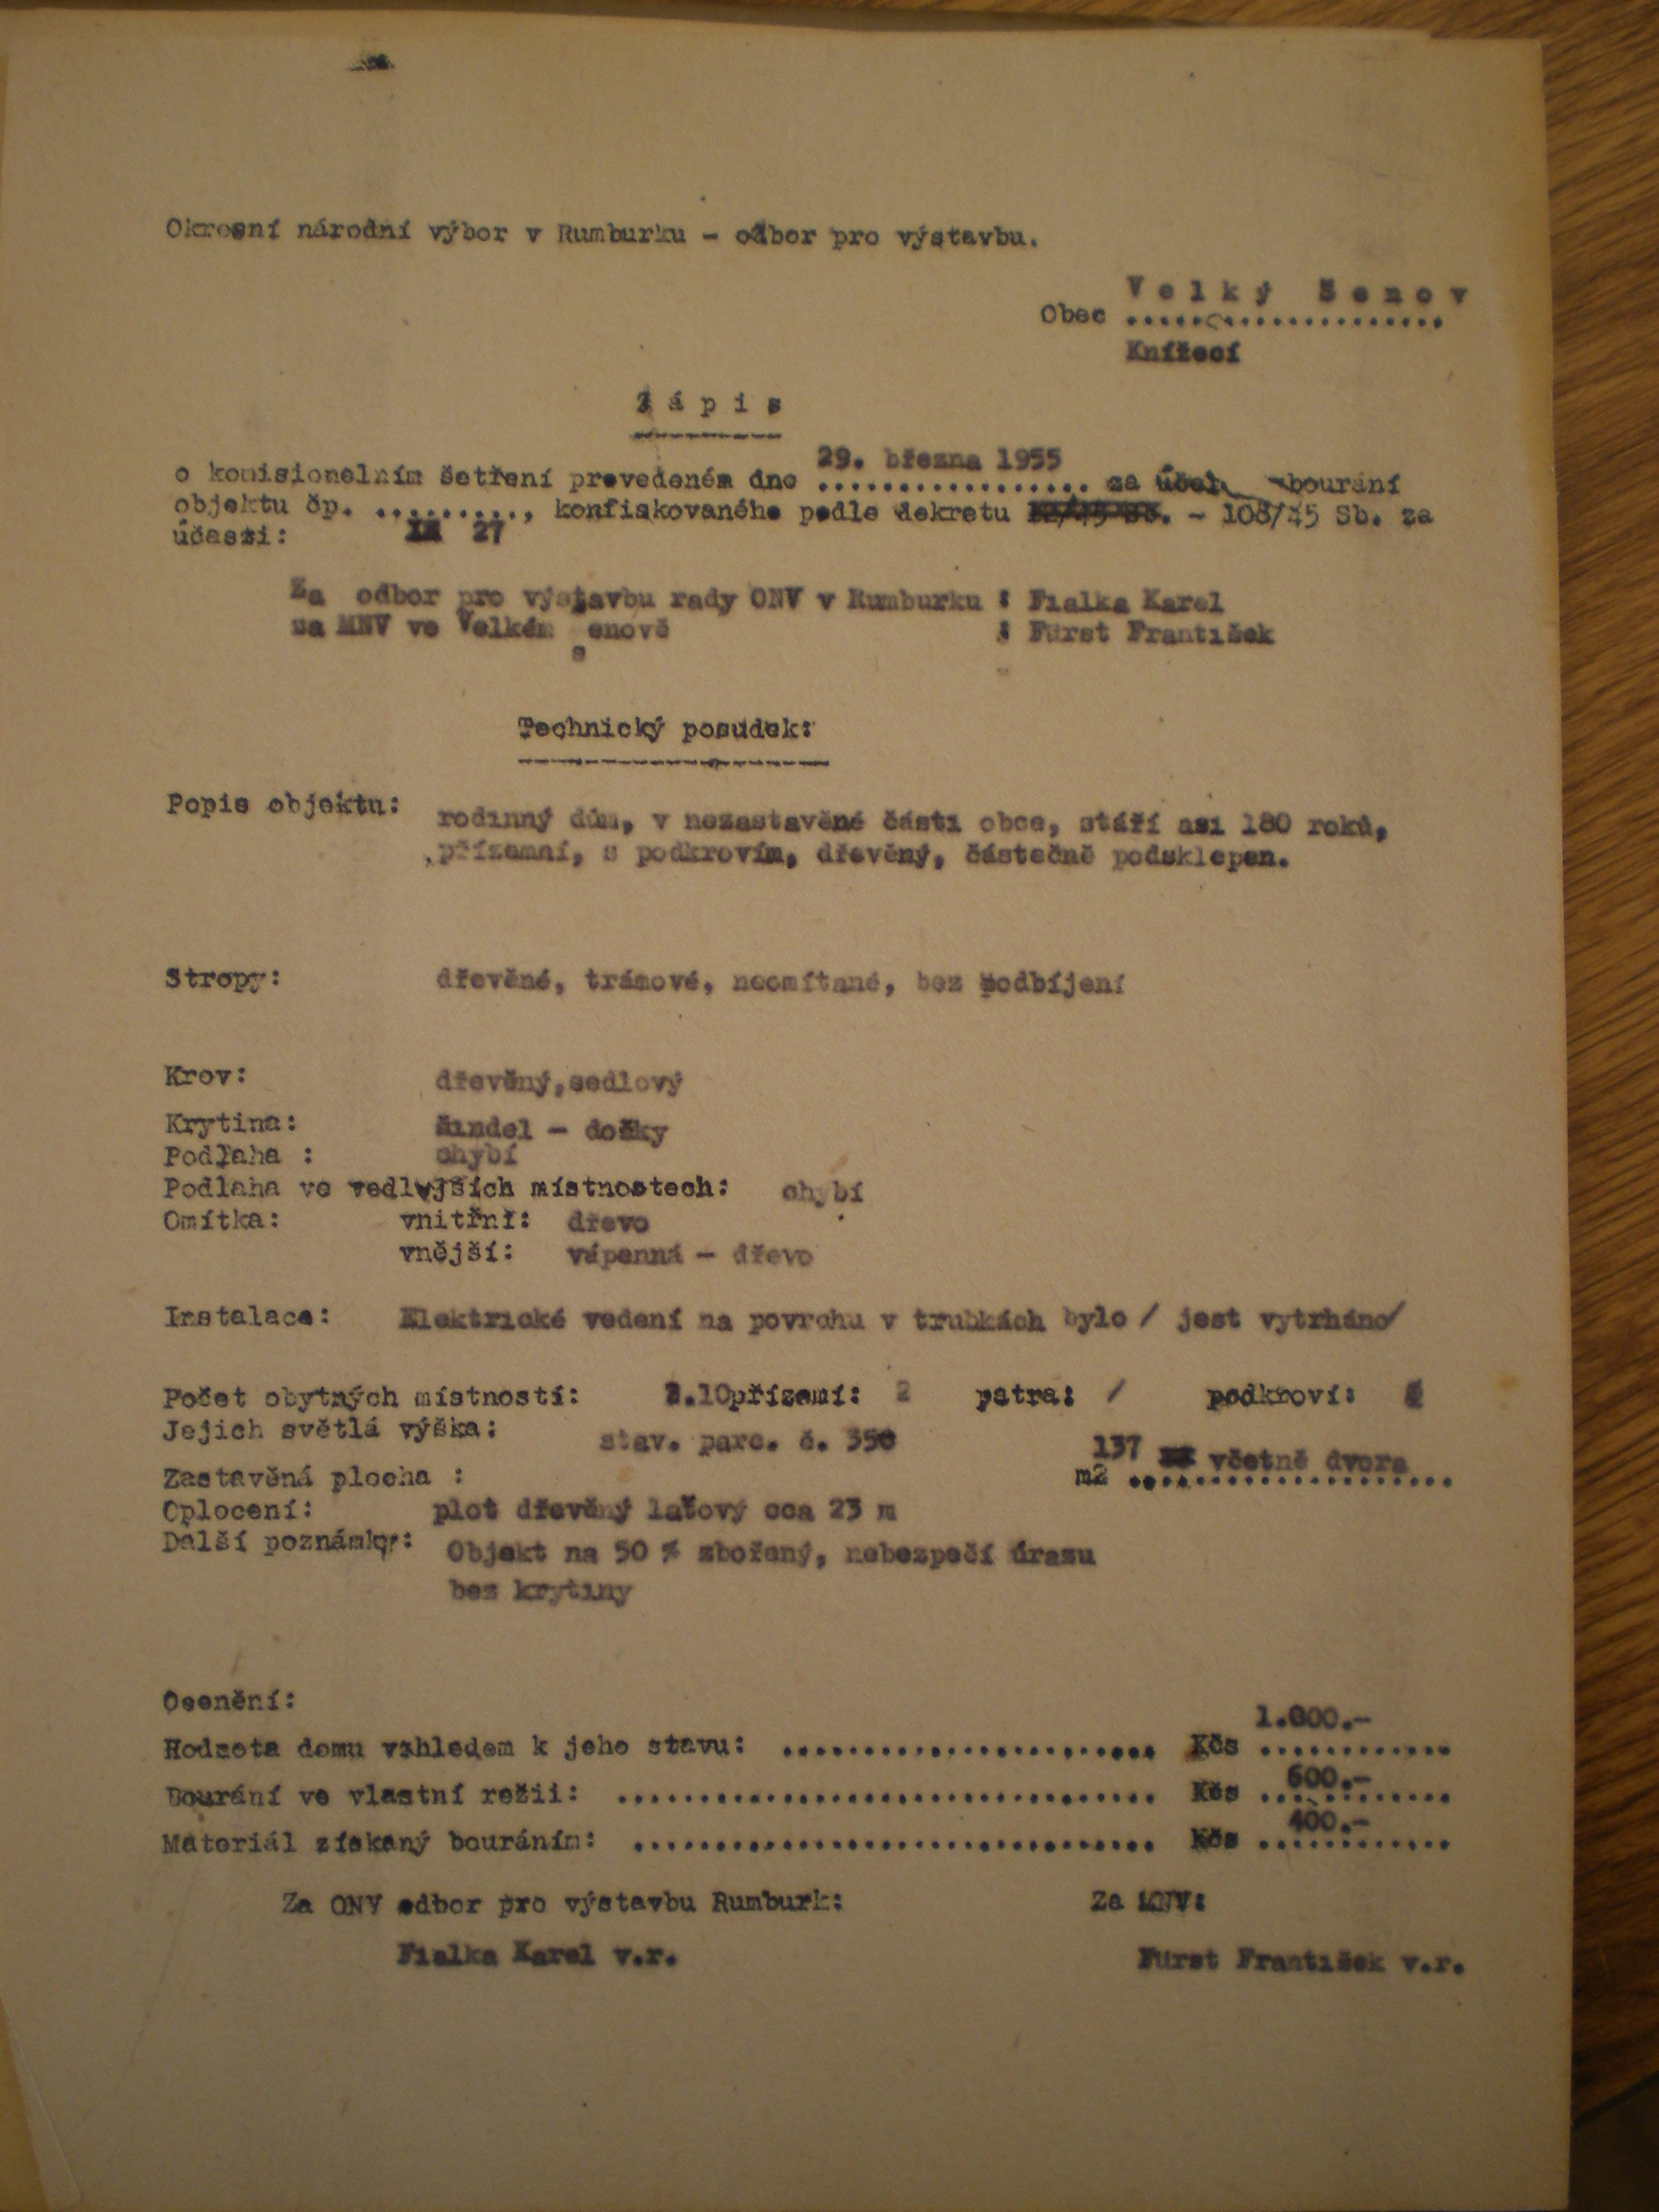 Okresní národní výbor v Rumburku - odbor pro výstavbu.
Velký Šenov
Obec ......................
Knížecí
Zápis
29. března 1955
o komisionelním šetření provedeném dne ................. za účel zbourání
objektu čp. ........., konfiskovaného podle dekretu - 108/45 Sb. za
účasti: 27
Za odbor pro výstavbu rady ONV v Rumburku : Fialka Karel
za MNV ve Velkém enově : Fürst František
s
Technický posudek:
Popis objektu: rodinný dům, v nezastavěné části obce, stáří asi 180 roků,
přízemní, s podkrovím, dřevěný, částečně podsklepen.
Stropy: dřevěné, trámové, neomítané, bez podbíjení
Krov: dřevěný,sedlový
Krytina: šindel - došky
Podlaha : chybí
Podlaha ve vedlejších místnostech: chybí
Omítka: vnitřní: dřevo
vnější: vápenná - dřevo
Instalace: Elektrické vedení na povrchu v trubkách bylo / jest vytrháno/
Počet obytných místností: 2.10přízemí: 2 patra: / podkroví:
Jejich světlá výška:
stav. parc. č. 350 137 včetně dvora
Zastavěná plocha : m2 ....................
Oplocení: plot dřevěný laťový cca 23 m
Další poznámky: Objekt na 50 % zbořený, nebezpečí úrazu
bez krytiny
Ocenění:
1.000.-
Hodnota domu vzhledem k jeho stavu: ....................... Kčs ............
600.-
Bourání ve vlastní režii: ................................. Kčs ............
400.-
Materiál získaný bouráním: ................................ Kčs ............
Za ONV odbor pro výstavbu Rumburk: Za MNV:
Fialka Karel v.r. Fürst František v.r.